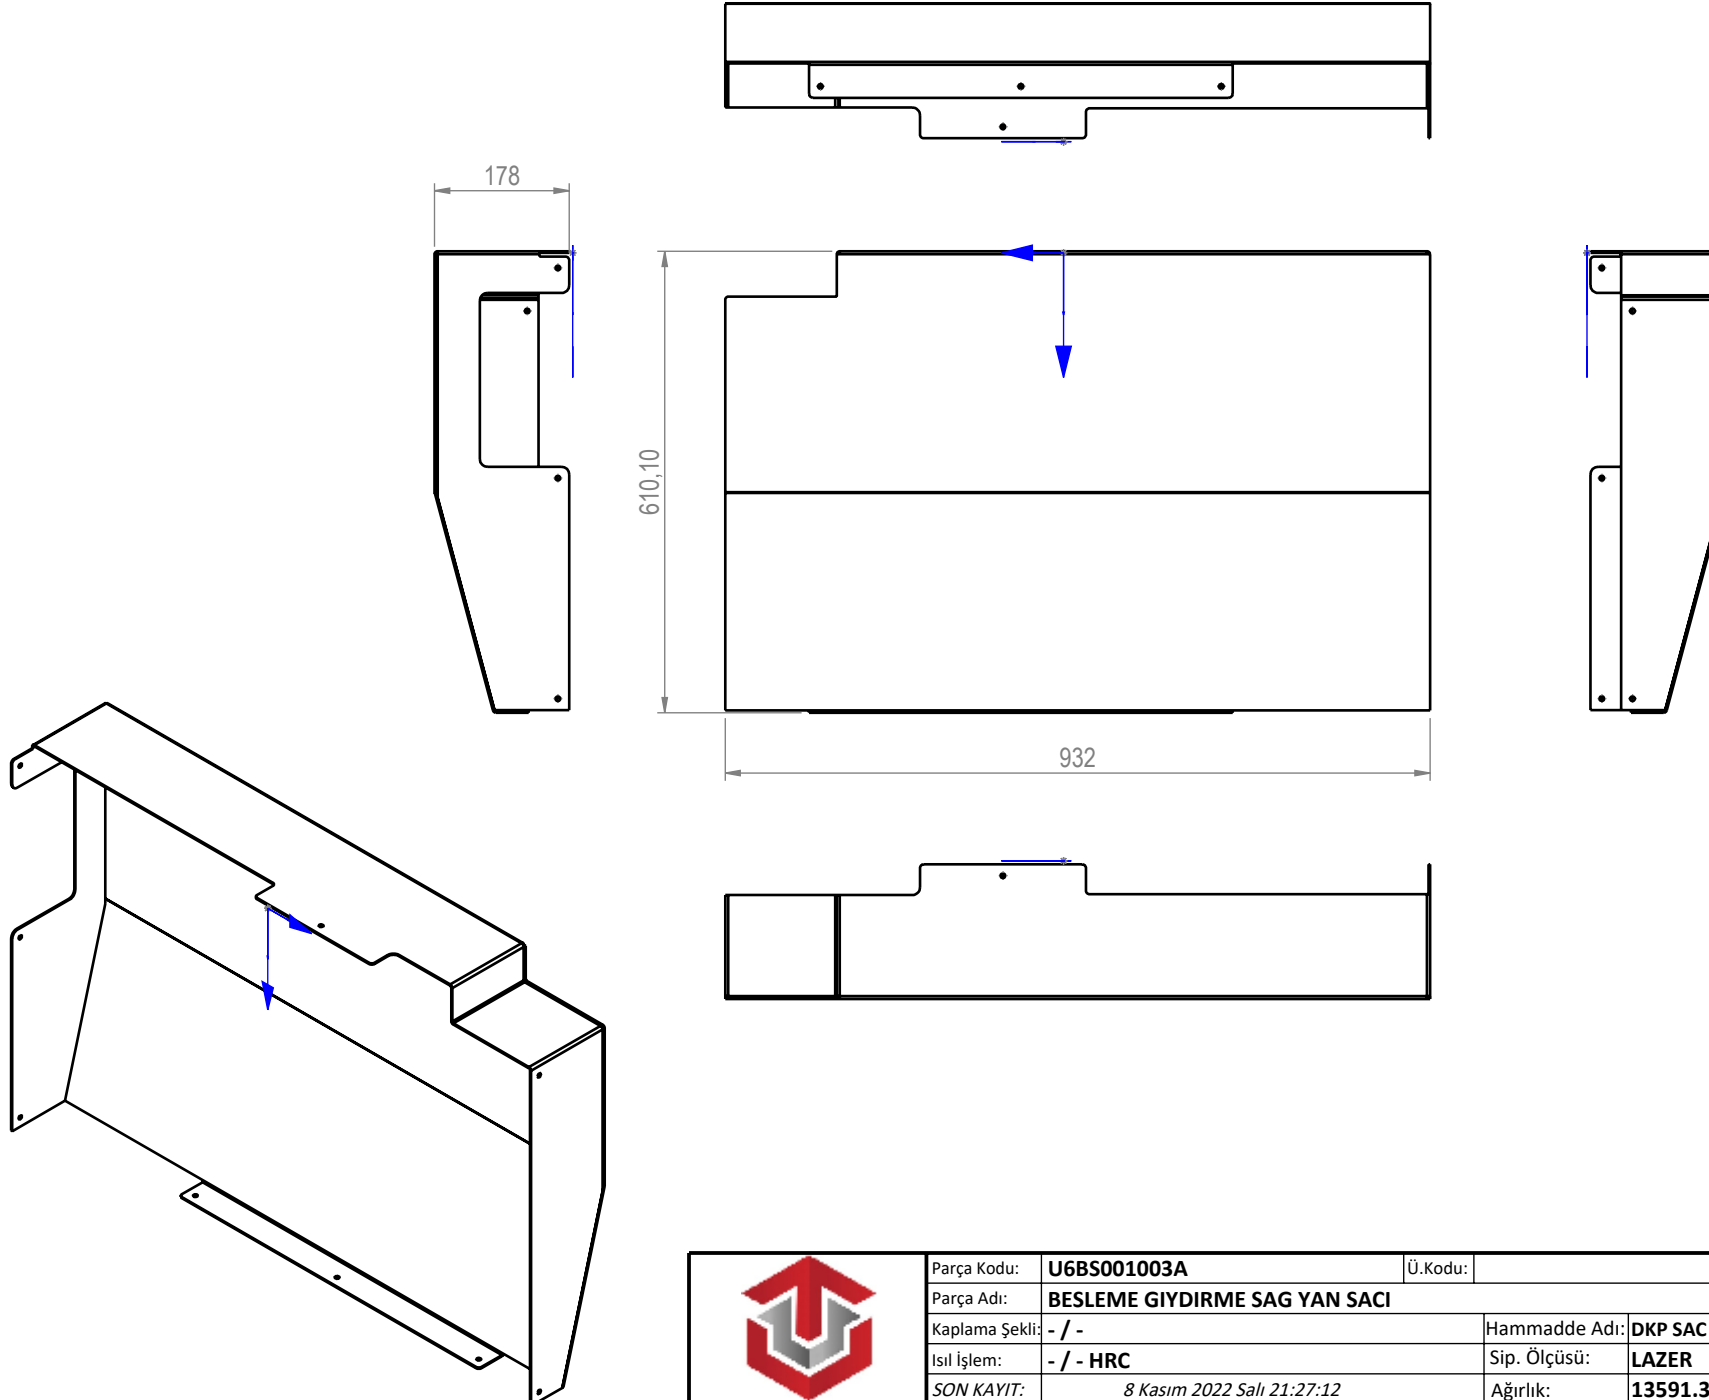 178
610,10
932
Parça Kodu: U6BS001003A Ü.Kodu:
Parça Adı: BESLEME GIYDIRME SAG YAN SACI
Kaplama Şekli: - / - Hammadde Adı: DKP SAC
Isıl İşlem: - / - HRC Sip. Ölçüsü: LAZER
SON KAYIT: 8 Kasım 2022 Salı 21:27:12 Ağırlık: 13591.3